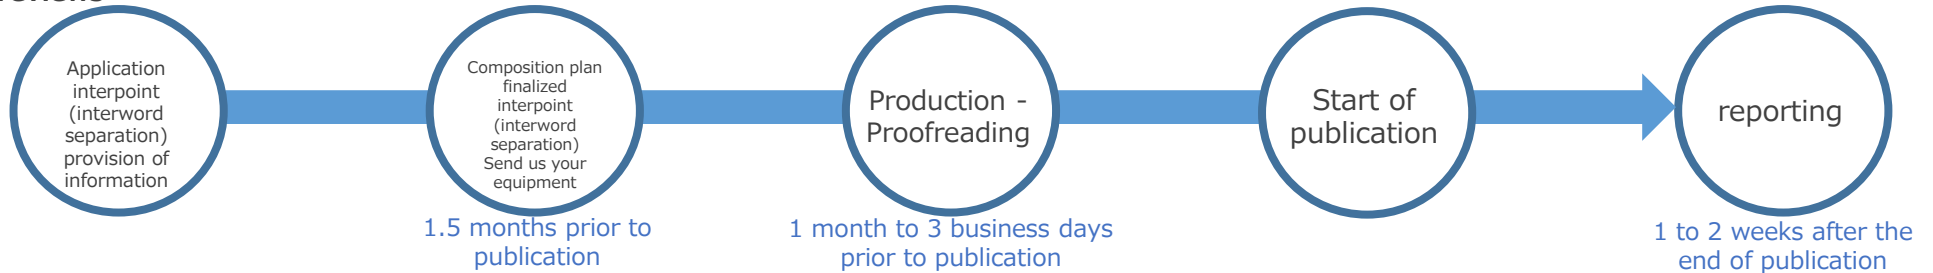 Application
interpoint
(interword
separation)
provision of
information
Composition plan
finalized
interpoint
(interword
separation)
Send us your
equipment
1.5 months prior to
publication
Production -
Proofreading
1 month to 3 business days
prior to publication
Start of
publication
reporting
1 to 2 weeks after the
end of publication